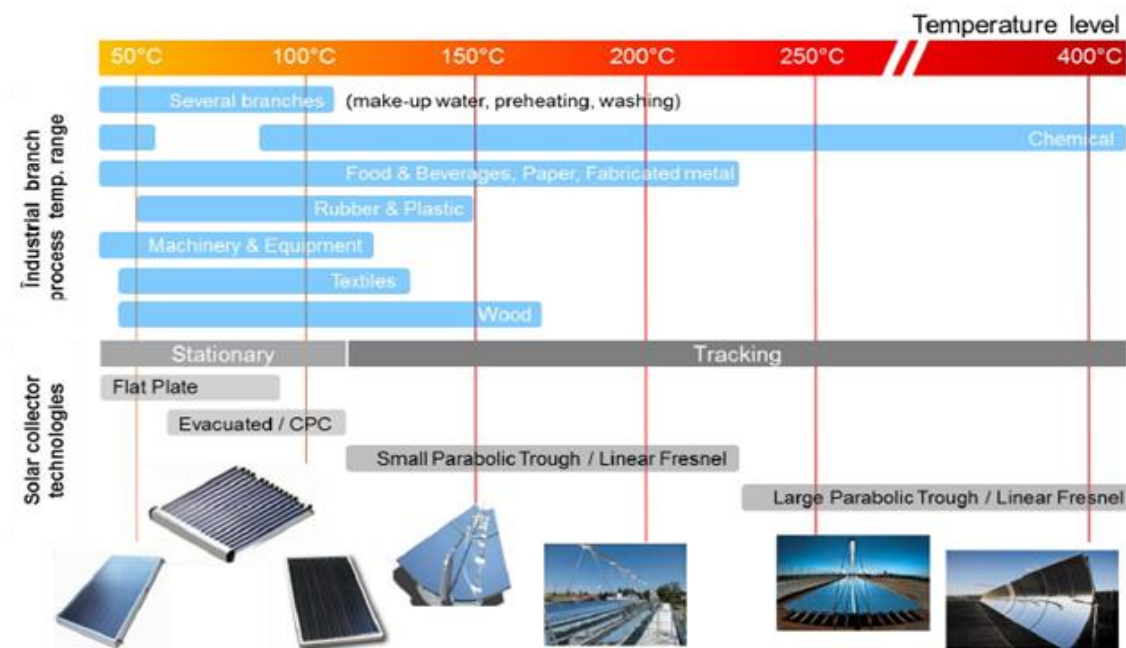 Temperature level
50°C 100°C 150°C 200°C 250°C 400°C
Industrial branch
process temp. range
Several branches (make-up water, preheating, washing)
Chemical
Food & Beverages, Paper, Fabricated metal
Rubber & Plastic
Machinery & Equipment
Textiles
Wood
Solar collector
technologies
Stationary Tracking
Flat Plate
Evacuated / CPC
Small Parabolic Trough / Linear Fresnel
Large Parabolic Trough / Linear Fresnel